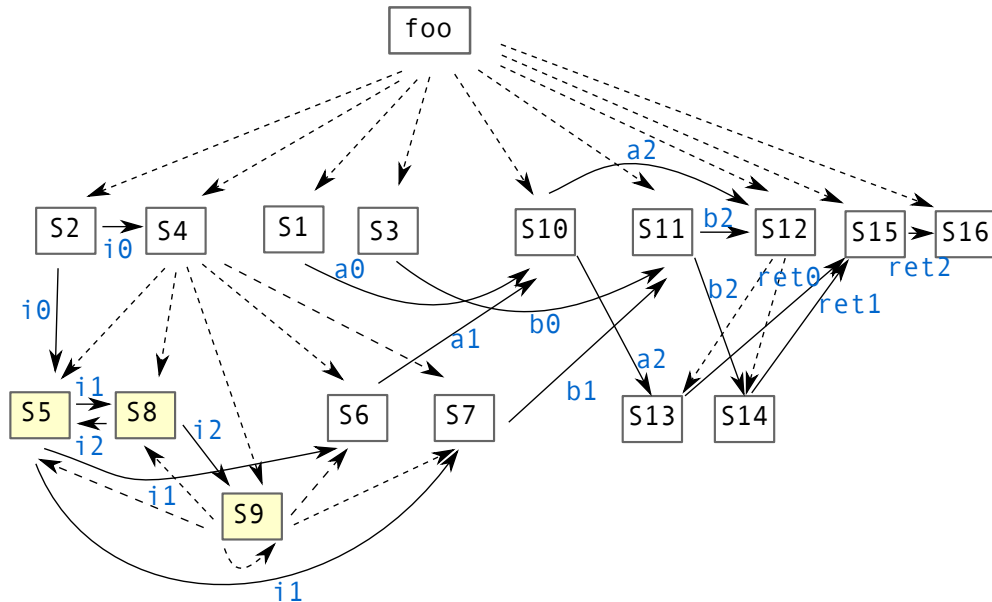 foo
a2
S2
S4
S1
S3
S10
S11
b2
S12
S15
S16
i0
a0
ret0
ret2
i0
b0
b2
ret1
a1
a2
i1
b1
S5
S8
S6
S7
S13
S14
i2
i2
i1
S9
i1